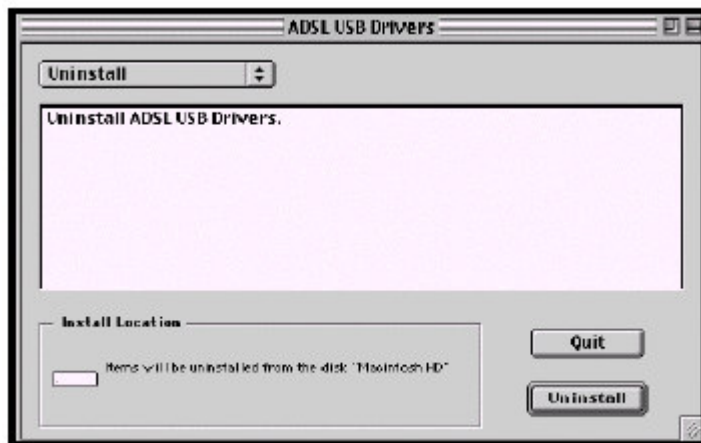 ADSL USB Drivers
Uninstall
Uninstall ADSL USB Drivers.
Install Location
Items will be uninstalled from the disk "Macintosh HD"
Quit
Uninstall